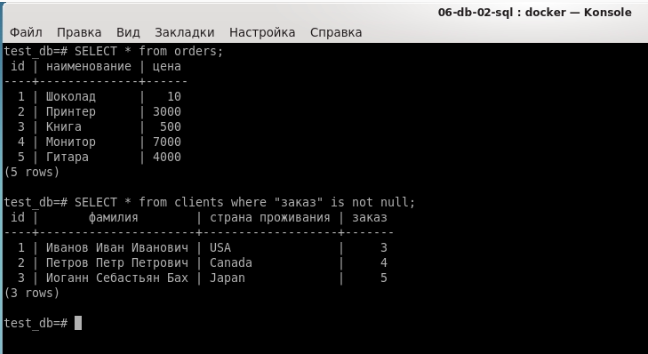 06-db-02-sql : docker — Konsole
Файл Правка Вид Закладки Настройка Справка
test_db=# SELECT * from orders;
 id | наименование | цена
----+--------------+------
  1 | Шоколад      |   10
  2 | Принтер      | 3000
  3 | Книга        |  500
  4 | Монитор      | 7000
  5 | Гитара       | 4000
(5 rows)
test_db=# SELECT * from clients where "заказ" is not null;
 id |       фамилия        | страна проживания | заказ
----+----------------------+-------------------+-------
  1 | Иванов Иван Иванович | USA               |     3
  2 | Петров Петр Петрович | Canada            |     4
  3 | Иоганн Себастьян Бах | Japan             |     5
(3 rows)
test_db=#